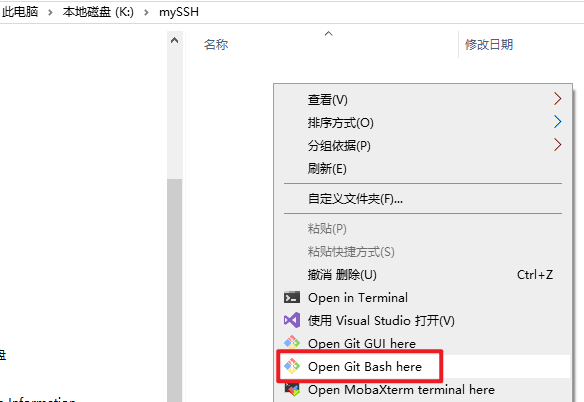 此电脑 > 本地磁盘 (K:) > mySSH
名称 修改日期
查看(V)
排序方式(O)
分组依据(P)
刷新(E)
自定义文件夹(F)...
粘贴(P)
粘贴快捷方式(S)
撤消 删除(U) Ctrl+Z
Open in Terminal
使用 Visual Studio 打开(V)
Open Git GUI here
Open Git Bash here
Open MobaXterm terminal here
盘
Information